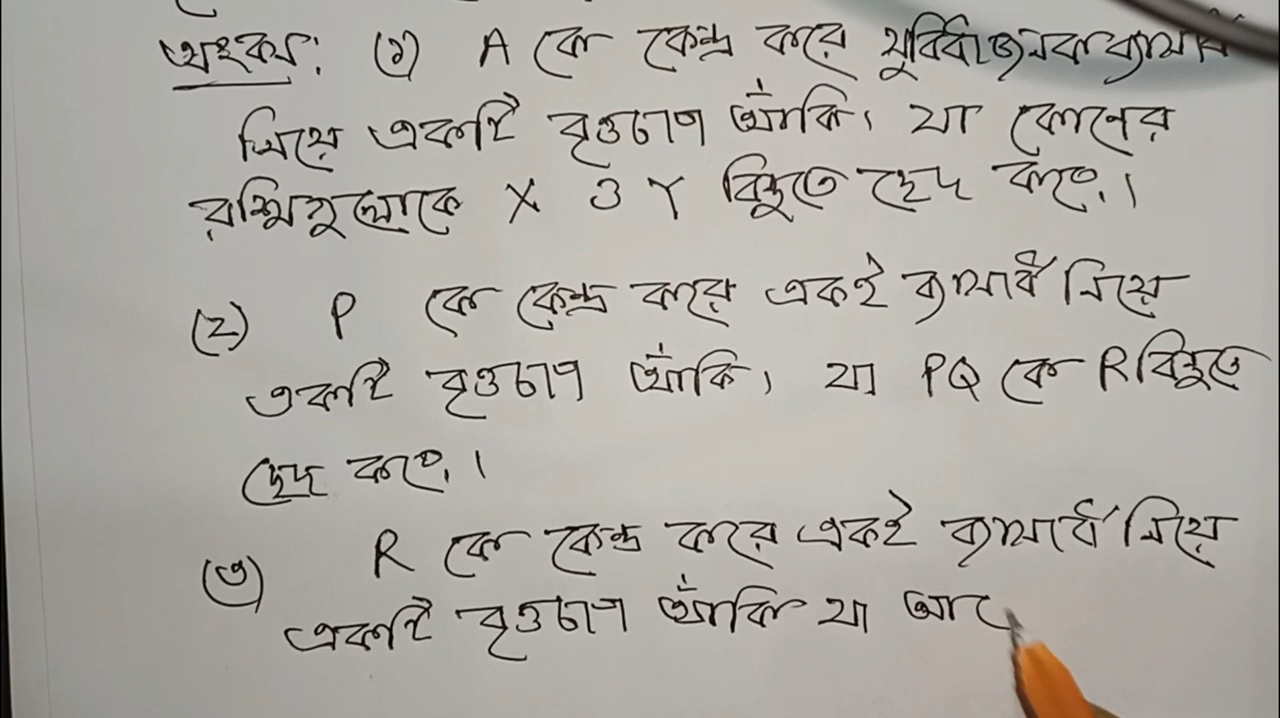 অংকন: (১) A কে কেন্দ্র করে সুবিধাজনক ব্যাসার্ধ
নিয়ে একটি বৃত্তচাপ আঁকি। যা কোণের
রশ্মিদুটোকে X ও Y বিন্দুতে ছেদ করে।
(২) P কে কেন্দ্র করে একই ব্যাসার্ধ নিয়ে
একটি বৃত্তচাপ আঁকি, যা PQ কে R বিন্দুতে
ছেদ করে।
(৩) R কে কেন্দ্র করে একই ব্যাসার্ধ নিয়ে
একটি বৃত্তচাপ আঁকি যা আে